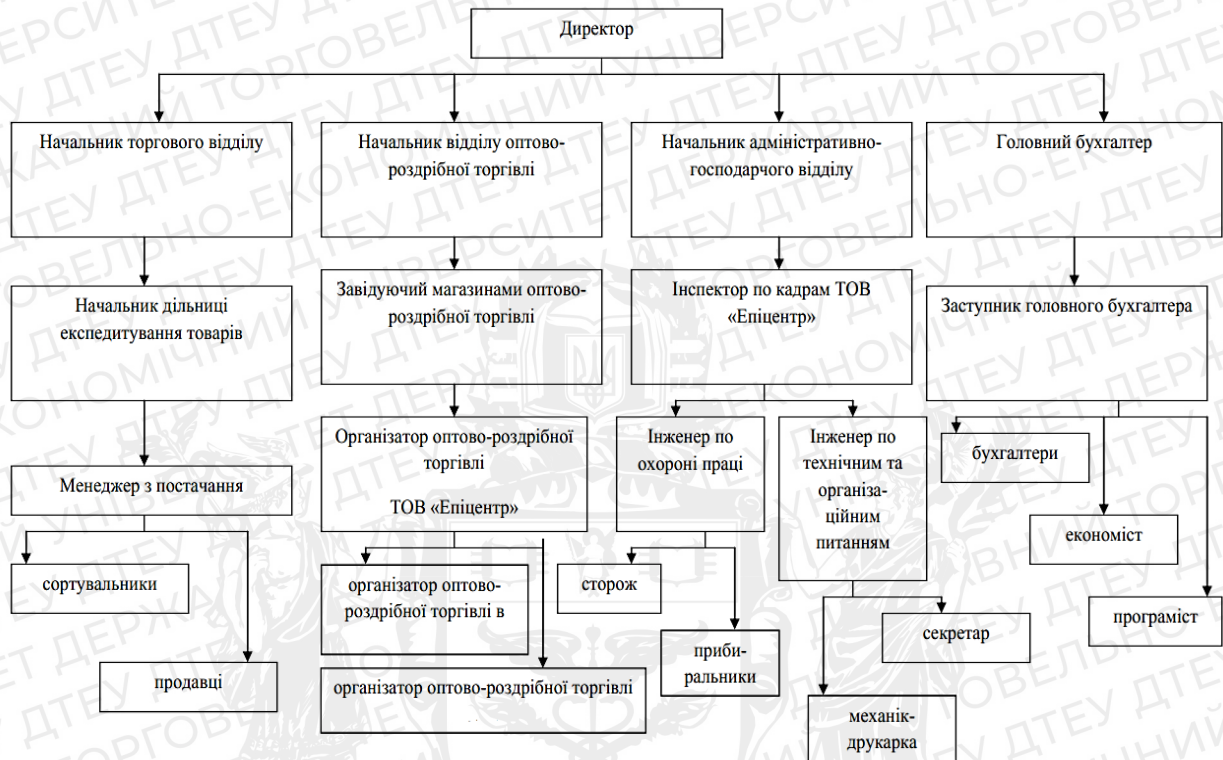 Директор
Начальник торгового відділу
Начальник відділу оптово-
роздрібної торгівлі
Начальник адміністративно-
господарчого відділу
Головний бухгалтер
Начальник дільниці
експедитування товарів
Завідуючий магазинами оптово-
роздрібної торгівлі
Інспектор по кадрам ТОВ
«Епіцентр»
Заступник головного бухгалтера
Менеджер з постачання
Організатор оптово-роздрібної
торгівлі
ТОВ «Епіцентр»
Інженер по
охороні праці
Інженер по
технічним та
організа-
ційним
питанням
бухгалтери
економіст
програміст
сортувальники
продавці
організатор оптово-
роздрібної торгівлі в
організатор оптово-роздрібної торгівлі
сторож
приби-
ральники
секретар
механік-
друкарка